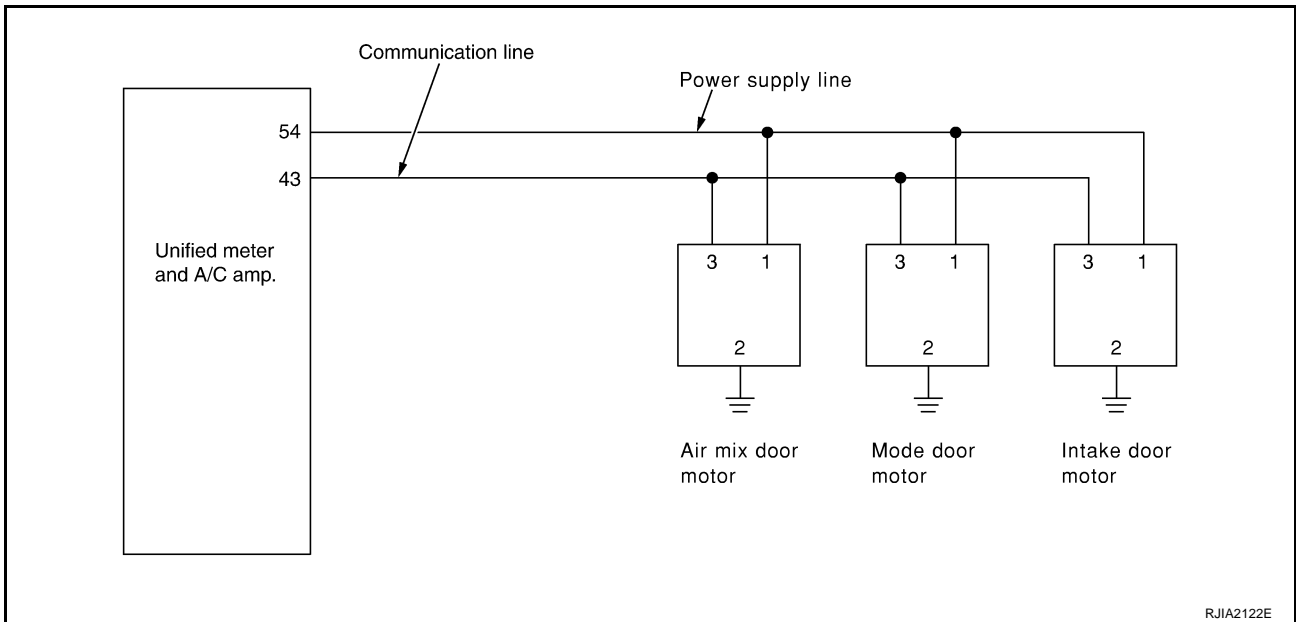 Communication line
Power supply line
54
43
Unified meter
and A/C amp.
3 1
3 1
3 1
2
2
2
Air mix door
motor
Mode door
motor
Intake door
motor
RJIA2122E